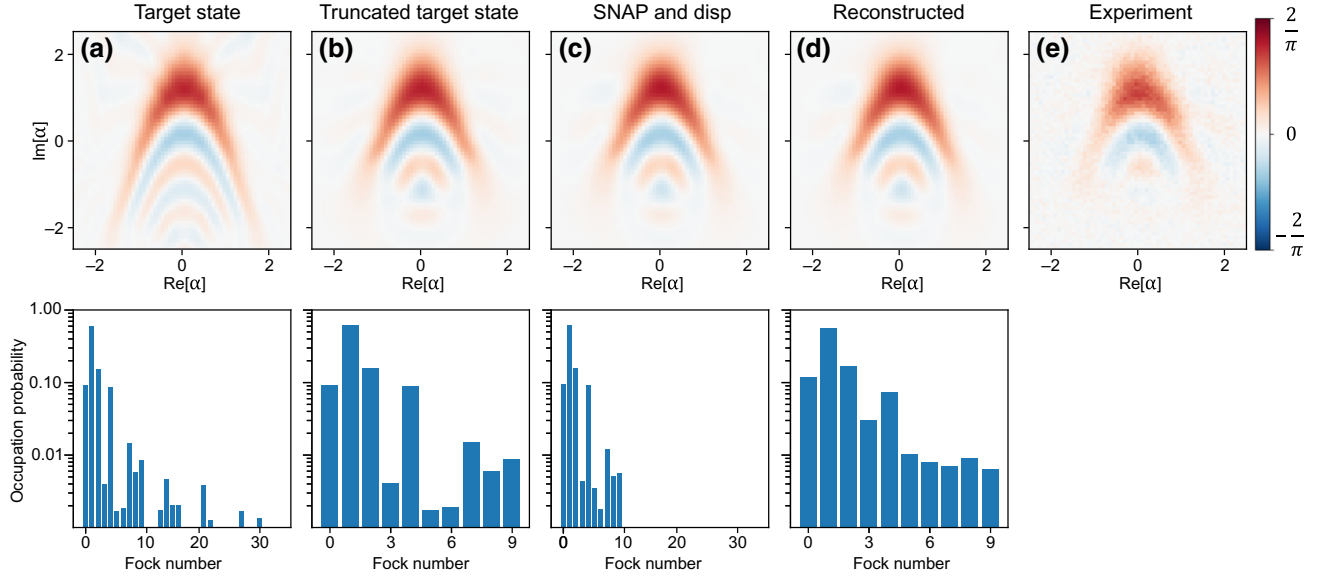 Target state
Truncated target state
SNAP and disp
Reconstructed
Experiment
(a)
(b)
(c)
(d)
(e)
2
0
−2
Im[α]
−2 0 2
−2 0 2
−2 0 2
−2 0 2
−2 0 2
Re[α]
Re[α]
Re[α]
Re[α]
Re[α]
2
π
0
−2
π
1.00
0.10
0.01
Occupation probability
0 10 20 30
0 3 6 9
0 0 10 20 30
0 3 6 9
Fock number
Fock number
Fock number
Fock number